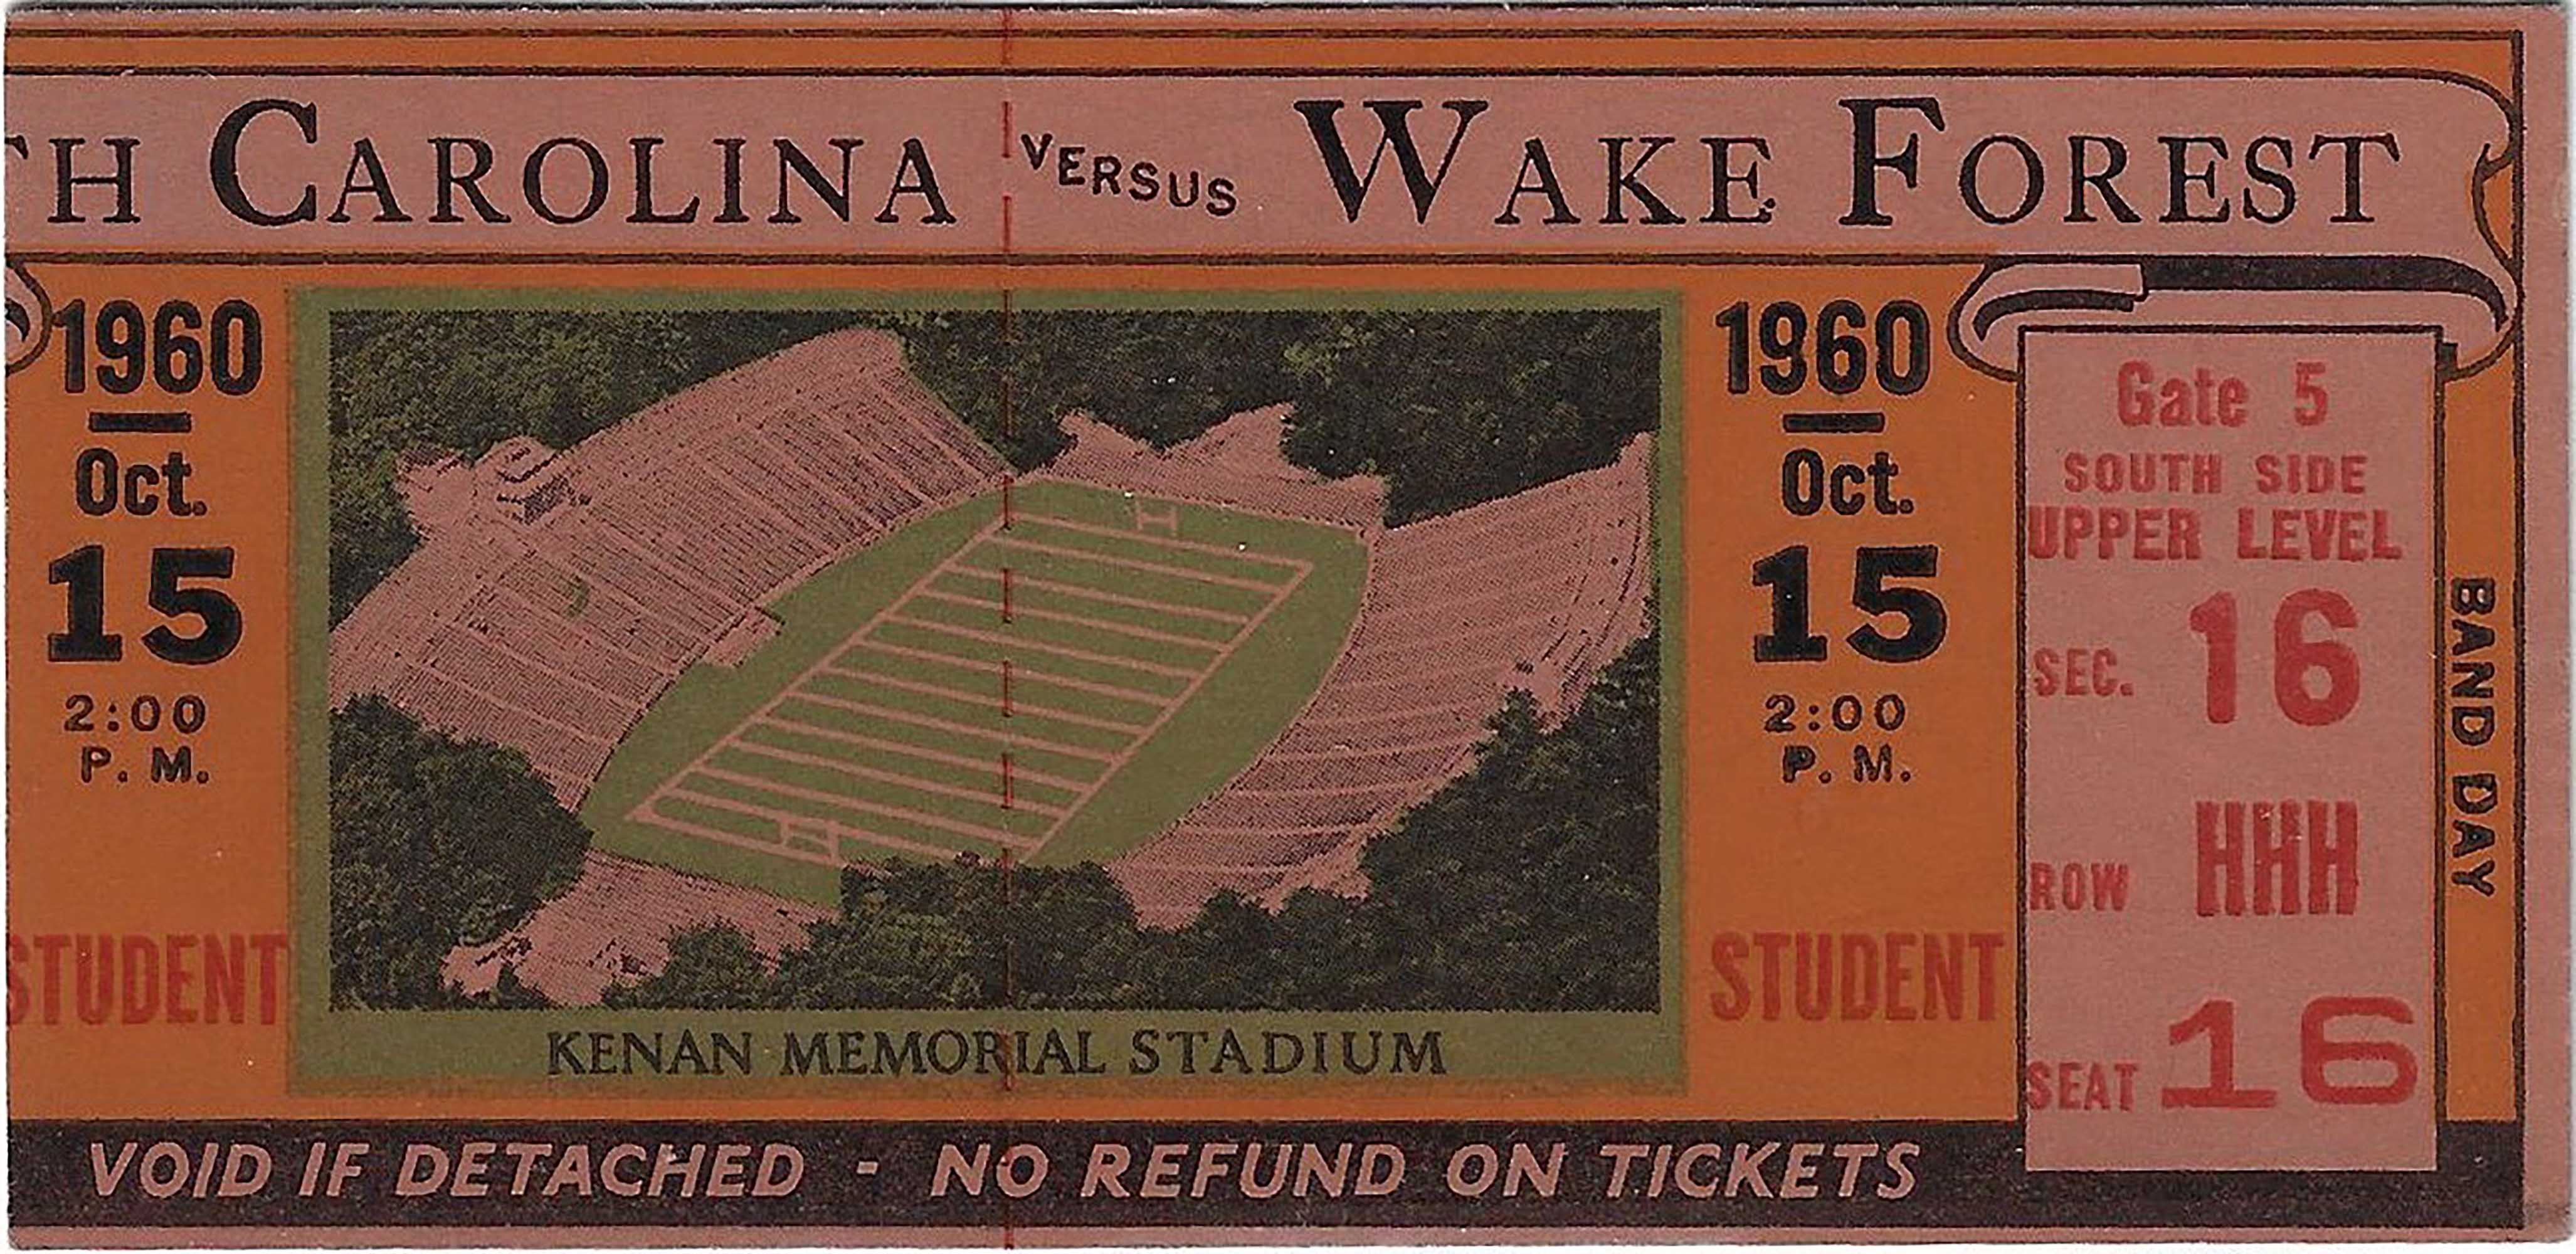 TH CAROLINA VERSUS WAKE FOREST
1960
Oct.
15
2:00
P. M.
STUDENT
KENAN MEMORIAL STADIUM
1960
Oct.
15
2:00
P. M.
STUDENT
Gate 5
SOUTH SIDE
UPPER LEVEL
SEC. 16
ROW HHH
SEAT 16
BAND DAY
VOID IF DETACHED - NO REFUND ON TICKETS